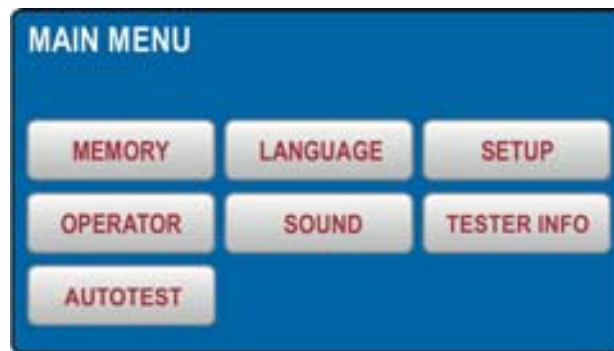 MAIN MENU
MEMORY LANGUAGE SETUP
OPERATOR SOUND TESTER INFO
AUTOTEST